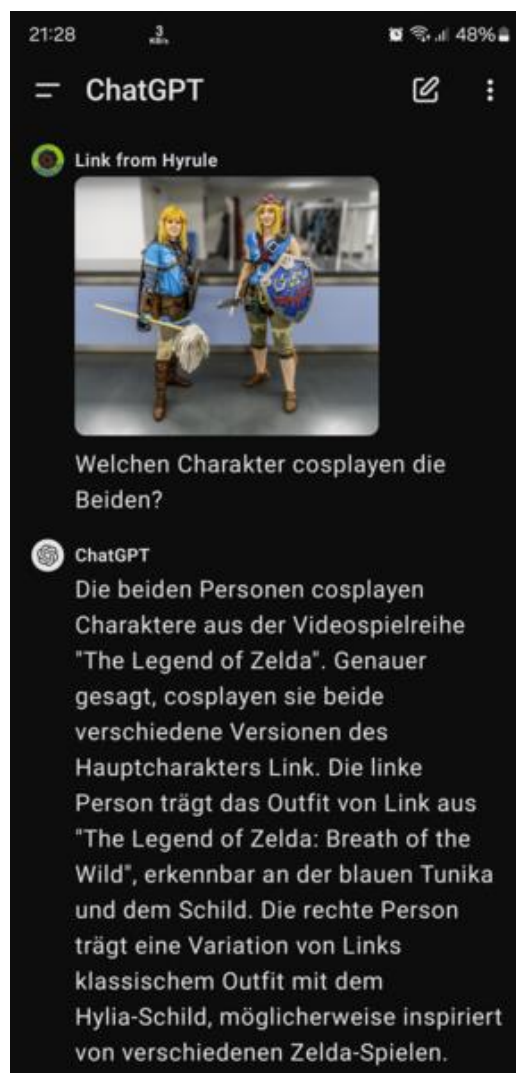 21:28
3
KB/s
48%
ChatGPT
Link from Hyrule
Welchen Charakter cosplayen die
Beiden?
ChatGPT
Die beiden Personen cosplayen
Charaktere aus der Videospielreihe
"The Legend of Zelda". Genauer
gesagt, cosplayen sie beide
verschiedene Versionen des
Hauptcharakters Link. Die linke
Person trägt das Outfit von Link aus
"The Legend of Zelda: Breath of the
Wild", erkennbar an der blauen Tunika
und dem Schild. Die rechte Person
trägt eine Variation von Links
klassischem Outfit mit dem
Hylia-Schild, möglicherweise inspiriert
von verschiedenen Zelda-Spielen.